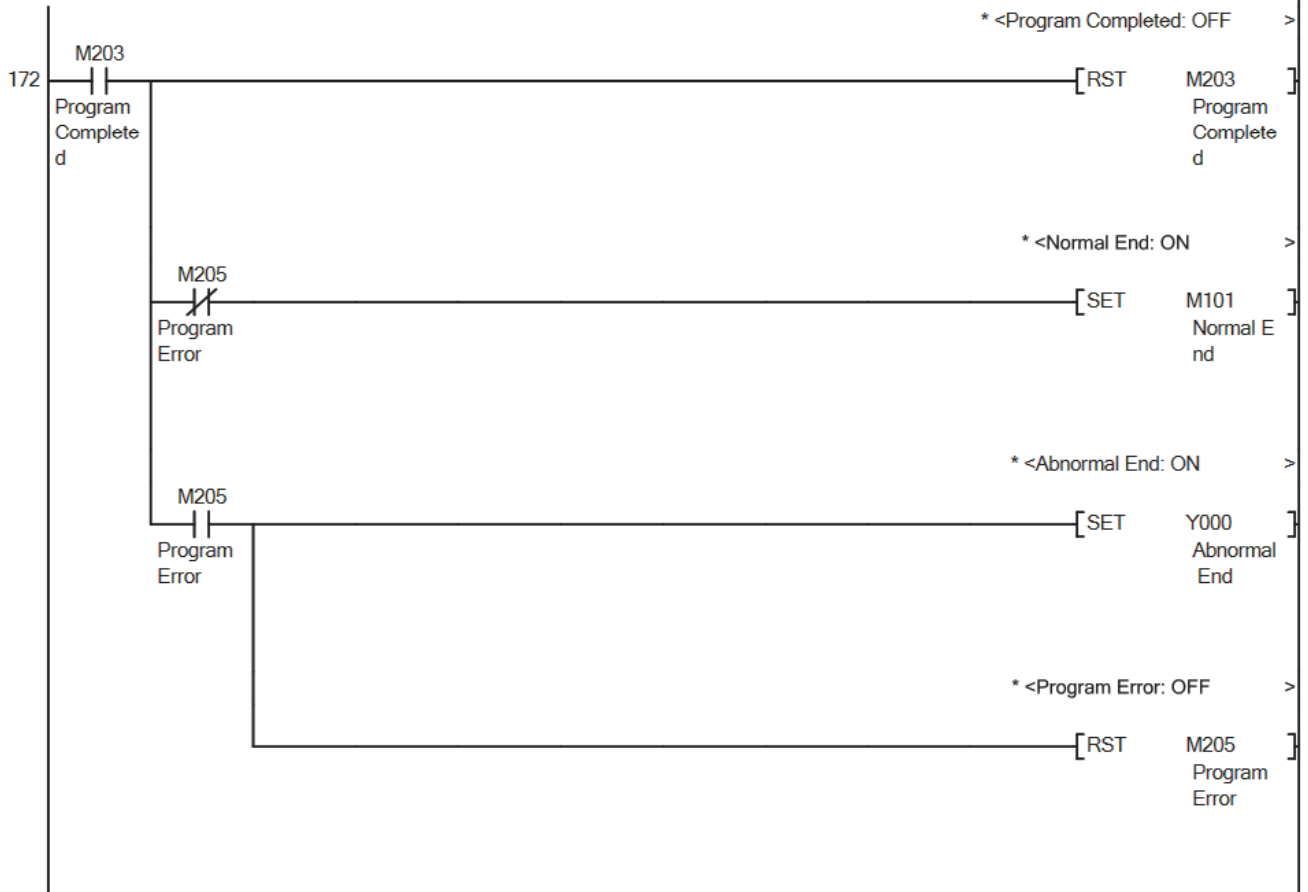 * <Program Completed: OFF >
M203
172
RST M203
Program
Complete
d
Program
Complete
d
* <Normal End: ON >
M205
SET M101
Program
Error
Normal E
nd
* <Abnormal End: ON >
M205
SET Y000
Program
Error
Abnormal
End
* <Program Error: OFF >
RST M205
Program
Error